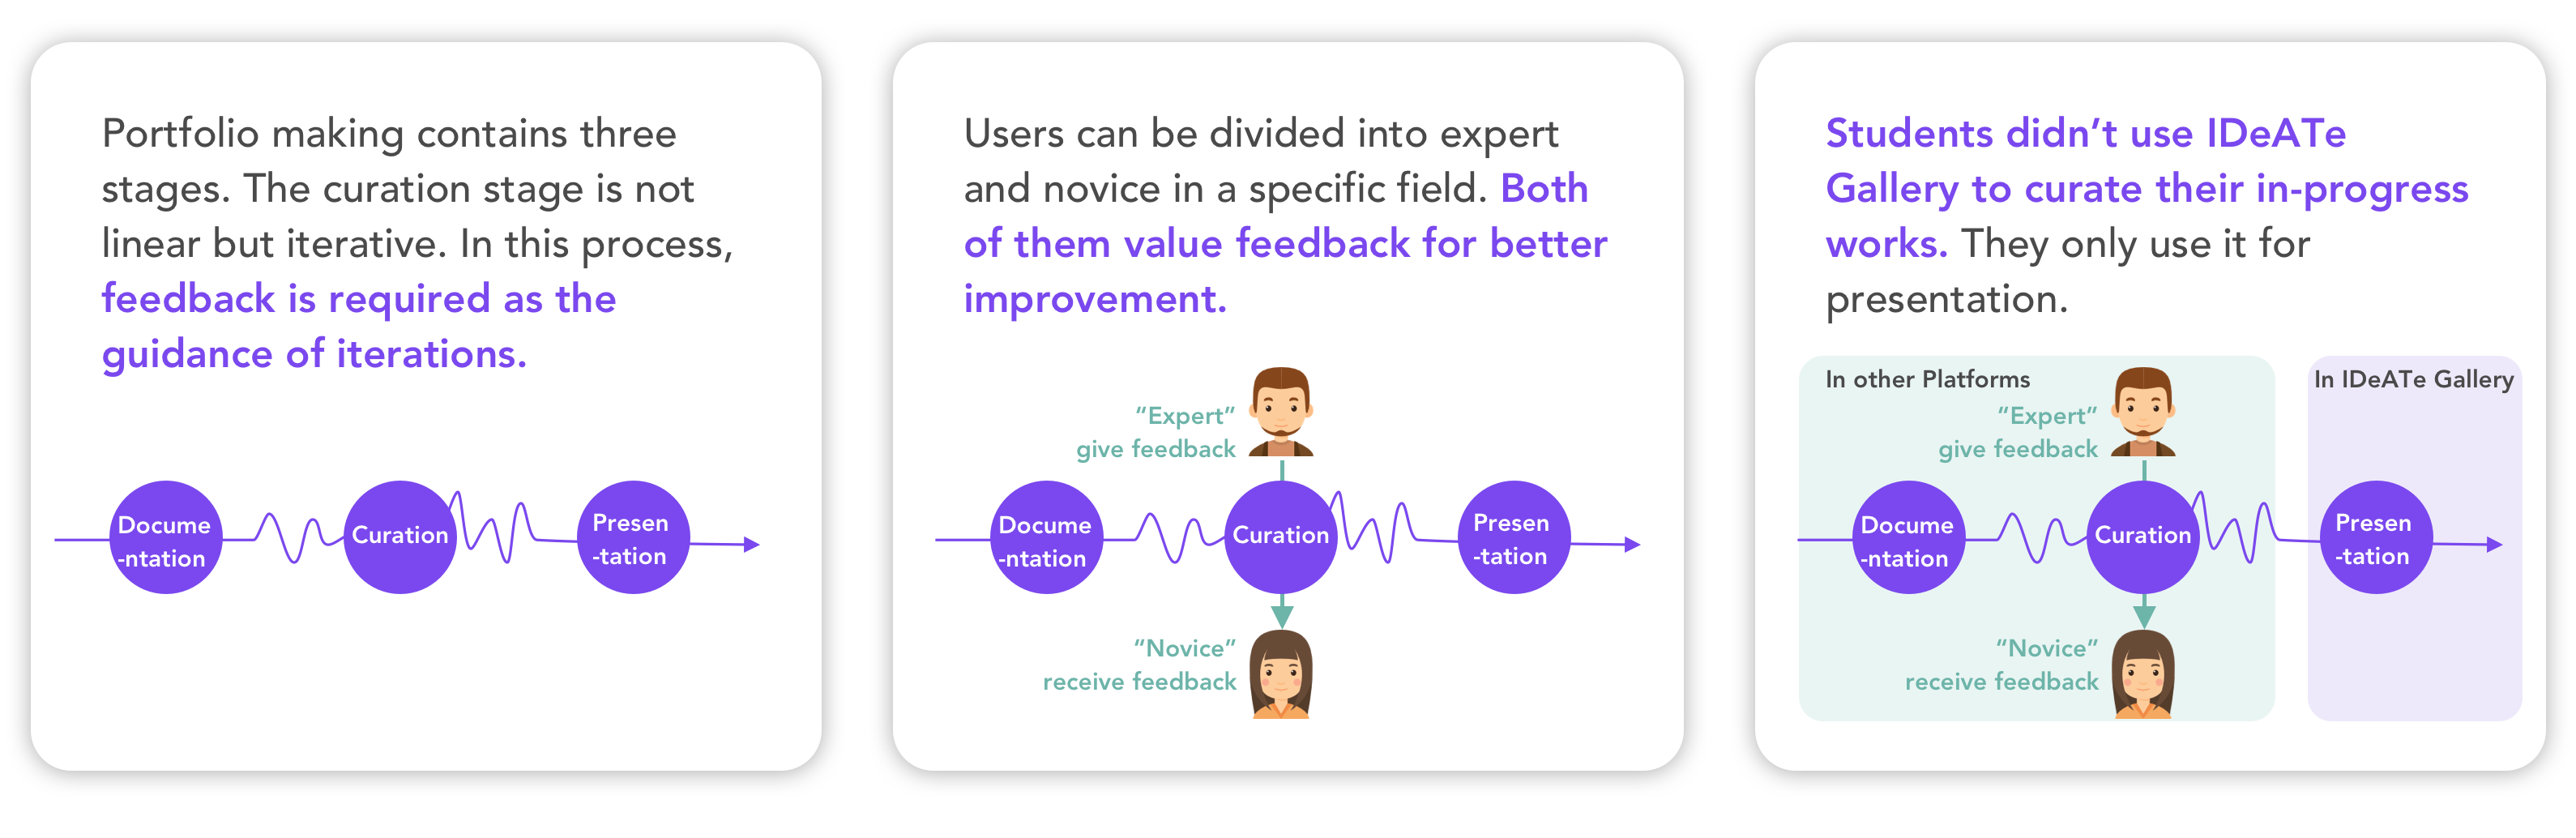 Portfolio making contains three
stages. The curation stage is not
linear but iterative. In this process,
feedback is required as the
guidance of iterations.
Docume
-ntation
Curation
Presen
-tation
Users can be divided into expert
and novice in a specific field. Both
of them value feedback for better
improvement.
“Expert”
give feedback
Docume
-ntation
Curation
Presen
-tation
“Novice”
receive feedback
Students didn’t use IDeATe
Gallery to curate their in-progress
works. They only use it for
presentation.
In other Platforms
In IDeATe Gallery
“Expert”
give feedback
Docume
-ntation
Curation
Presen
-tation
“Novice”
receive feedback